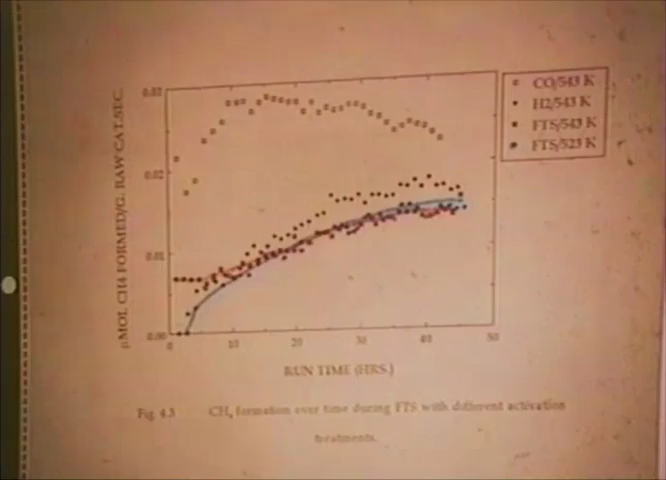 CO/543 K
H2/543 K
FTS/543 K
FTS/523 K
μMOL CH4 FORMED/G. RAW CAT.SEC.
0.03
0.02
0.01
0.00
0 10 20 30 40 50
RUN TIME (HRS.)
Fig 4.3 CH₄ formation over time during FTS with different activation
treatments.